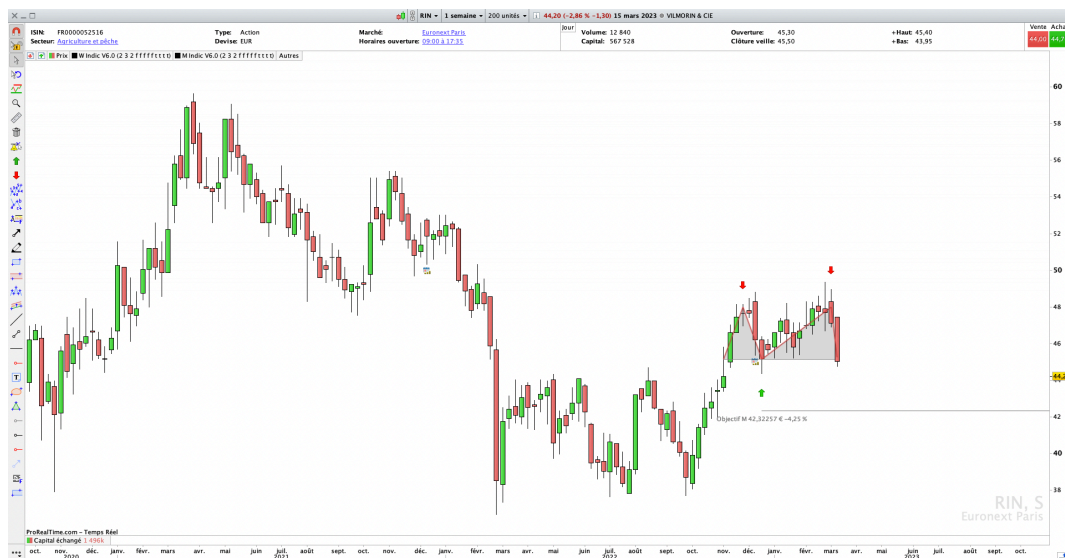 RIN 1 semaine 200 unités 44,20 (-2,86 % -1,30) 15 mars 2023 VILMORIN & CIE
ISIN: FR0000052516 Type: Action Marché: Euronext Paris Jour Volume: 12 840 Ouverture: 45,30 +Haut: 45,40 Vente
Secteur: Agriculture et pêche Devise: EUR Horaires ouverture: 09:00 à 17:35 Capital: 567 528 Clôture veille: 45,50 +Bas: 43,95 44,00
Prix W Indic V6.0 (2 3 2 f f f f f t t t t) M Indic V6.0 (2 3 2 f f f f f t t t t) Autres
60
58
56
54
52
50
48
46
44
42
40
38
Objectif M 42,32257 € -4,25 %
RIN, S
Euronext Paris
ProRealTime.com - Temps Réel
Capital échangé 1 496k
oct. nov. déc. janv. févr. mars avr. mai juin juil. août sept. oct. nov. déc. janv. févr. mars avr. mai juin juil. août sept. oct. nov. déc. janv. févr. mars avr. mai juin juil. août sept. oct.
2020 2021 2022 2023